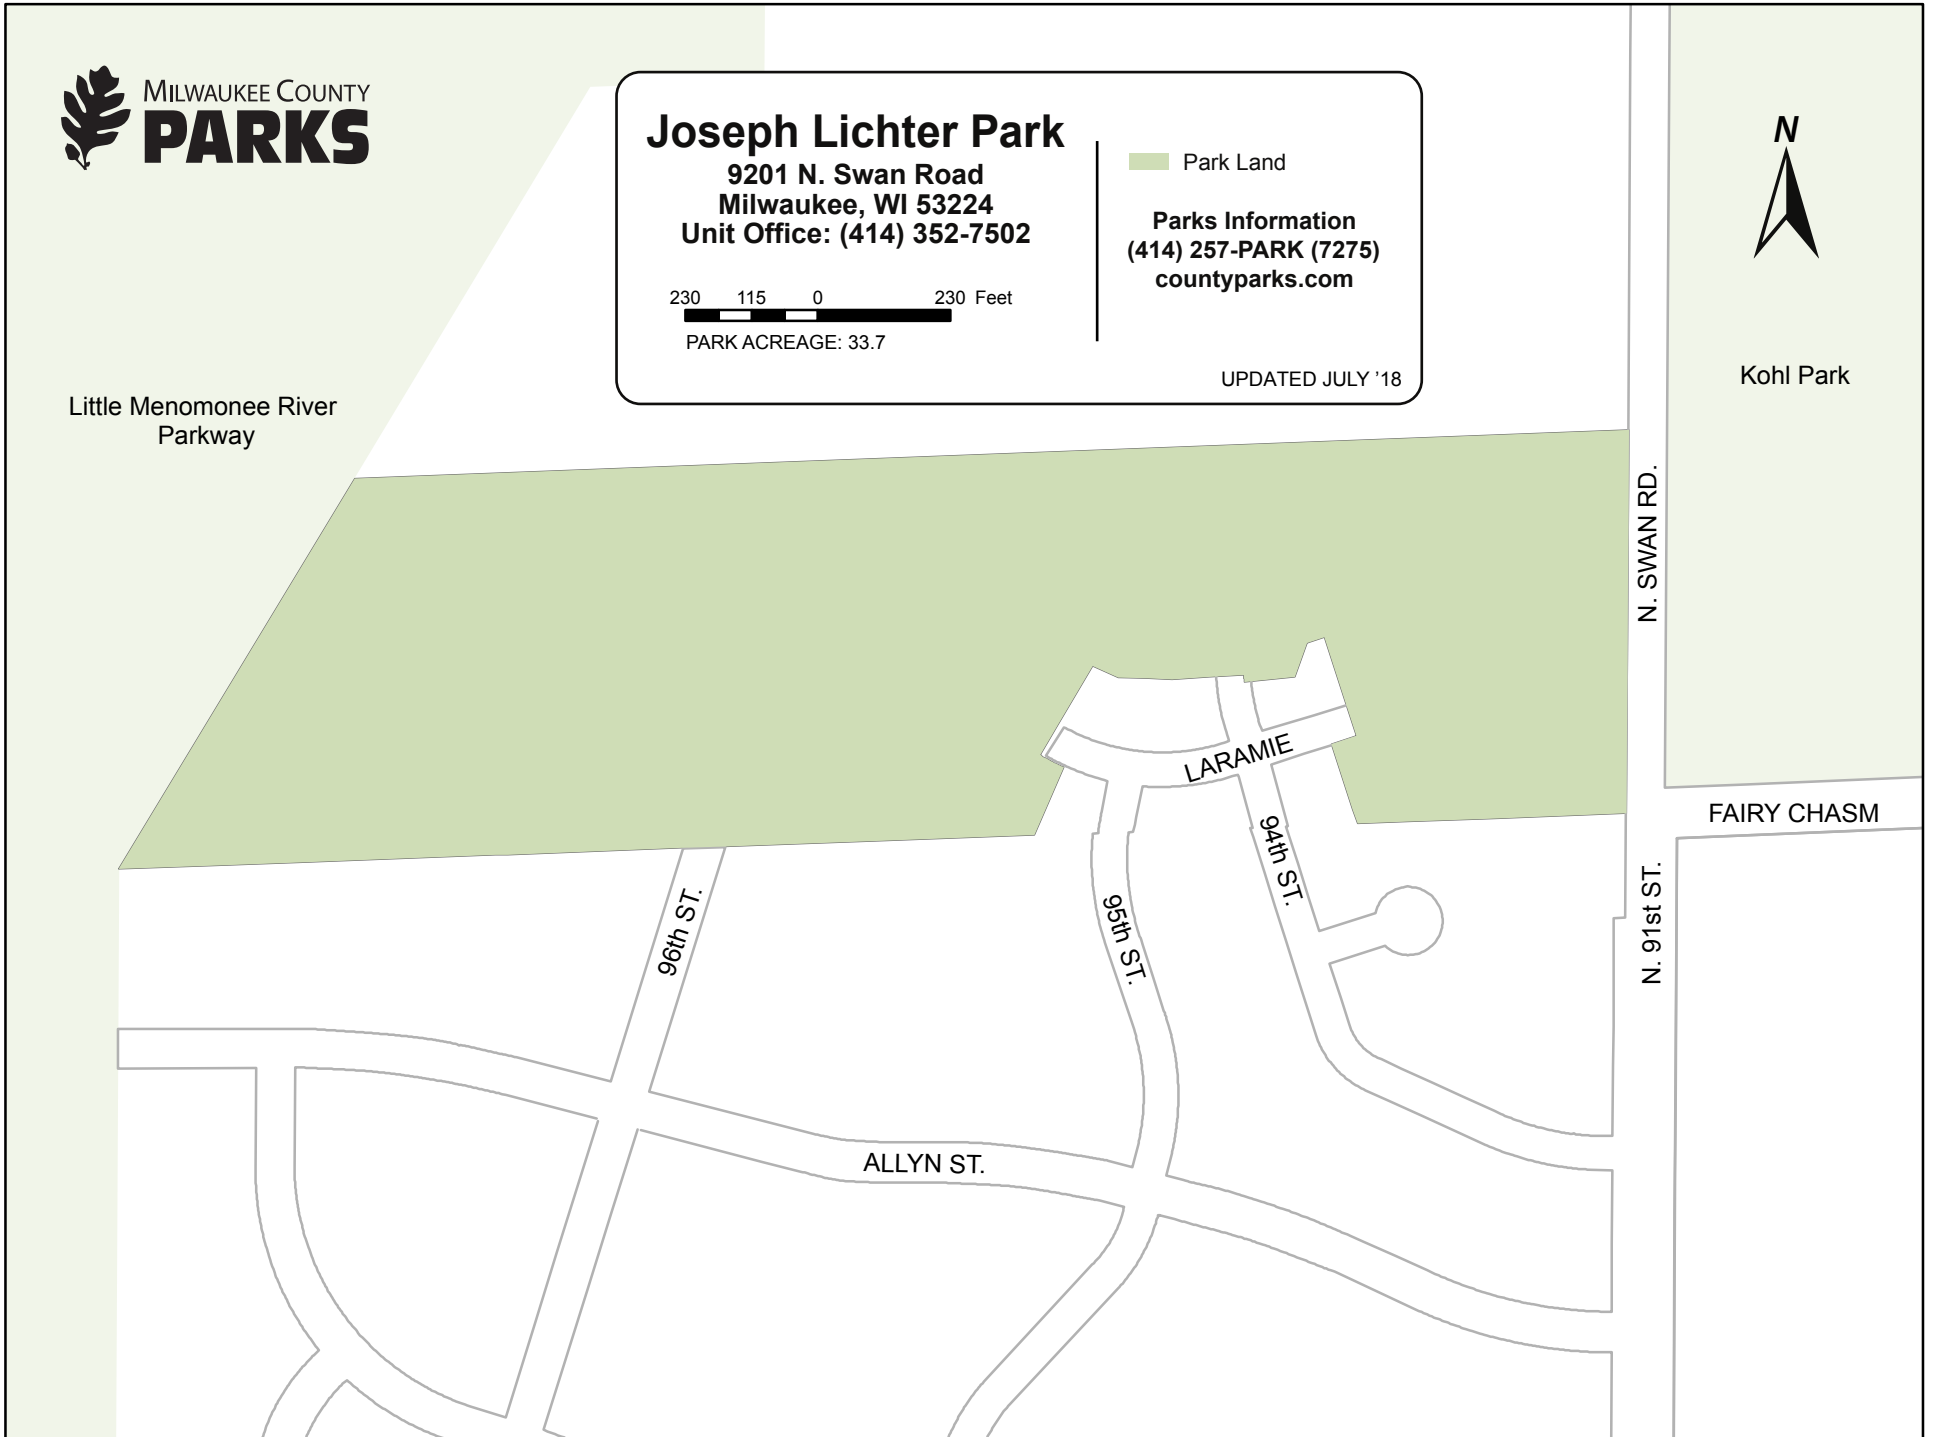 MILWAUKEE COUNTY
PARKS
Joseph Lichter Park
9201 N. Swan Road
Milwaukee, WI 53224
Unit Office: (414) 352-7502
230 115 0 230 Feet
PARK ACREAGE: 33.7
Park Land
Parks Information
(414) 257-PARK (7275)
countyparks.com
UPDATED JULY ’18
N
Kohl Park
Little Menomonee River
Parkway
N. SWAN RD.
LARAMIE
FAIRY CHASM
94th ST.
95th ST.
96th ST.
N. 91st ST.
ALLYN ST.